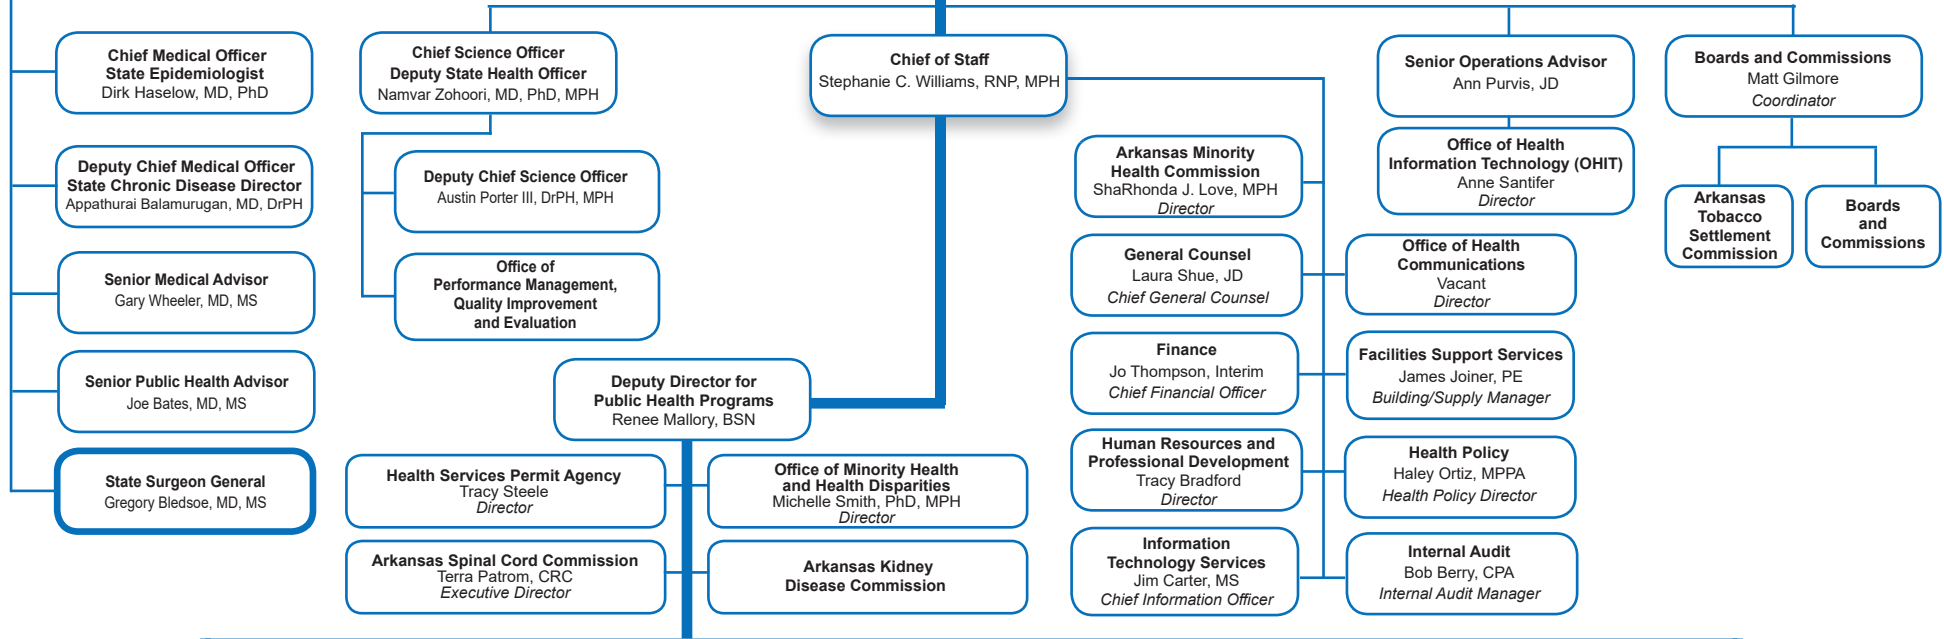 Chief Medical Officer
State Epidemiologist
Dirk Haselow, MD, PhD
Chief Science Officer
Deputy State Health Officer
Namvar Zohoori, MD, PhD, MPH
Chief of Staff
Stephanie C. Williams, RNP, MPH
Senior Operations Advisor
Ann Purvis, JD
Boards and Commissions
Matt Gilmore
Coordinator
Deputy Chief Medical Officer
State Chronic Disease Director
Appathurai Balamurugan, MD, DrPH
Deputy Chief Science Officer
Austin Porter III, DrPH, MPH
Arkansas Minority
Health Commission
ShaRhonda J. Love, MPH
Director
Office of Health
Information Technology (OHIT)
Anne Santifer
Director
Arkansas
Tobacco
Settlement
Commission
Boards
and
Commissions
Senior Medical Advisor
Gary Wheeler, MD, MS
Office of
Performance Management,
Quality Improvement
and Evaluation
General Counsel
Laura Shue, JD
Chief General Counsel
Office of Health
Communications
Vacant
Director
Senior Public Health Advisor
Joe Bates, MD, MS
Deputy Director for
Public Health Programs
Renee Mallory, BSN
Finance
Jo Thompson, Interim
Chief Financial Officer
Facilities Support Services
James Joiner, PE
Building/Supply Manager
State Surgeon General
Gregory Bledsoe, MD, MS
Health Services Permit Agency
Tracy Steele
Director
Office of Minority Health
and Health Disparities
Michelle Smith, PhD, MPH
Director
Human Resources and
Professional Development
Tracy Bradford
Director
Health Policy
Haley Ortiz, MPPA
Health Policy Director
Arkansas Spinal Cord Commission
Terra Patrom, CRC
Executive Director
Arkansas Kidney
Disease Commission
Information
Technology Services
Jim Carter, MS
Chief Information Officer
Internal Audit
Bob Berry, CPA
Internal Audit Manager